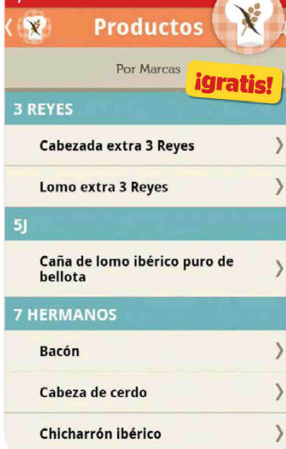 Productos
Por Marcas
¡gratis!
3 REYES
Cabezada extra 3 Reyes
Lomo extra 3 Reyes
5J
Caña de lomo ibérico puro de
bellota
7 HERMANOS
Bacón
Cabeza de cerdo
Chicharrón ibérico